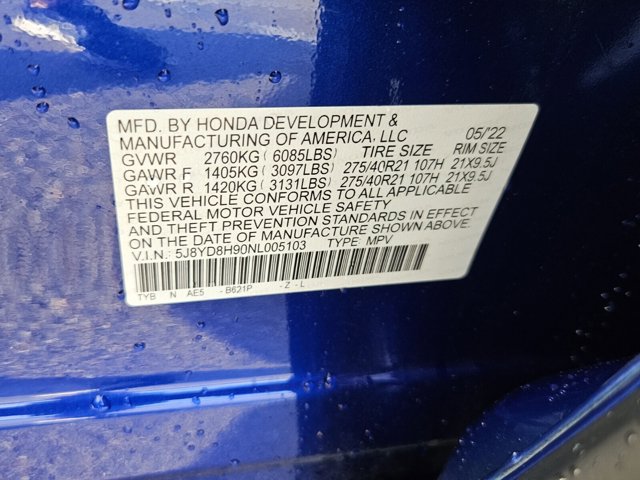 MFD. BY HONDA DEVELOPMENT &
MANUFACTURING OF AMERICA, LLC 05/'22
GVWR 2760KG (6085LBS) TIRE SIZE RIM SIZE
GAWR F 1405KG (3097LBS) 275/40R21 107H 21X9.5J
GAWR R 1420KG (3131LBS) 275/40R21 107H 21X9.5J
THIS VEHICLE CONFORMS TO ALL APPLICABLE
FEDERAL MOTOR VEHICLE SAFETY
AND THEFT PREVENTION STANDARDS IN EFFECT
ON THE DATE OF MANUFACTURE SHOWN ABOVE.
V.I.N.: 5J8YD8H90NL005103 TYPE: MPV
TYB N AE5 - B621P - Z - L